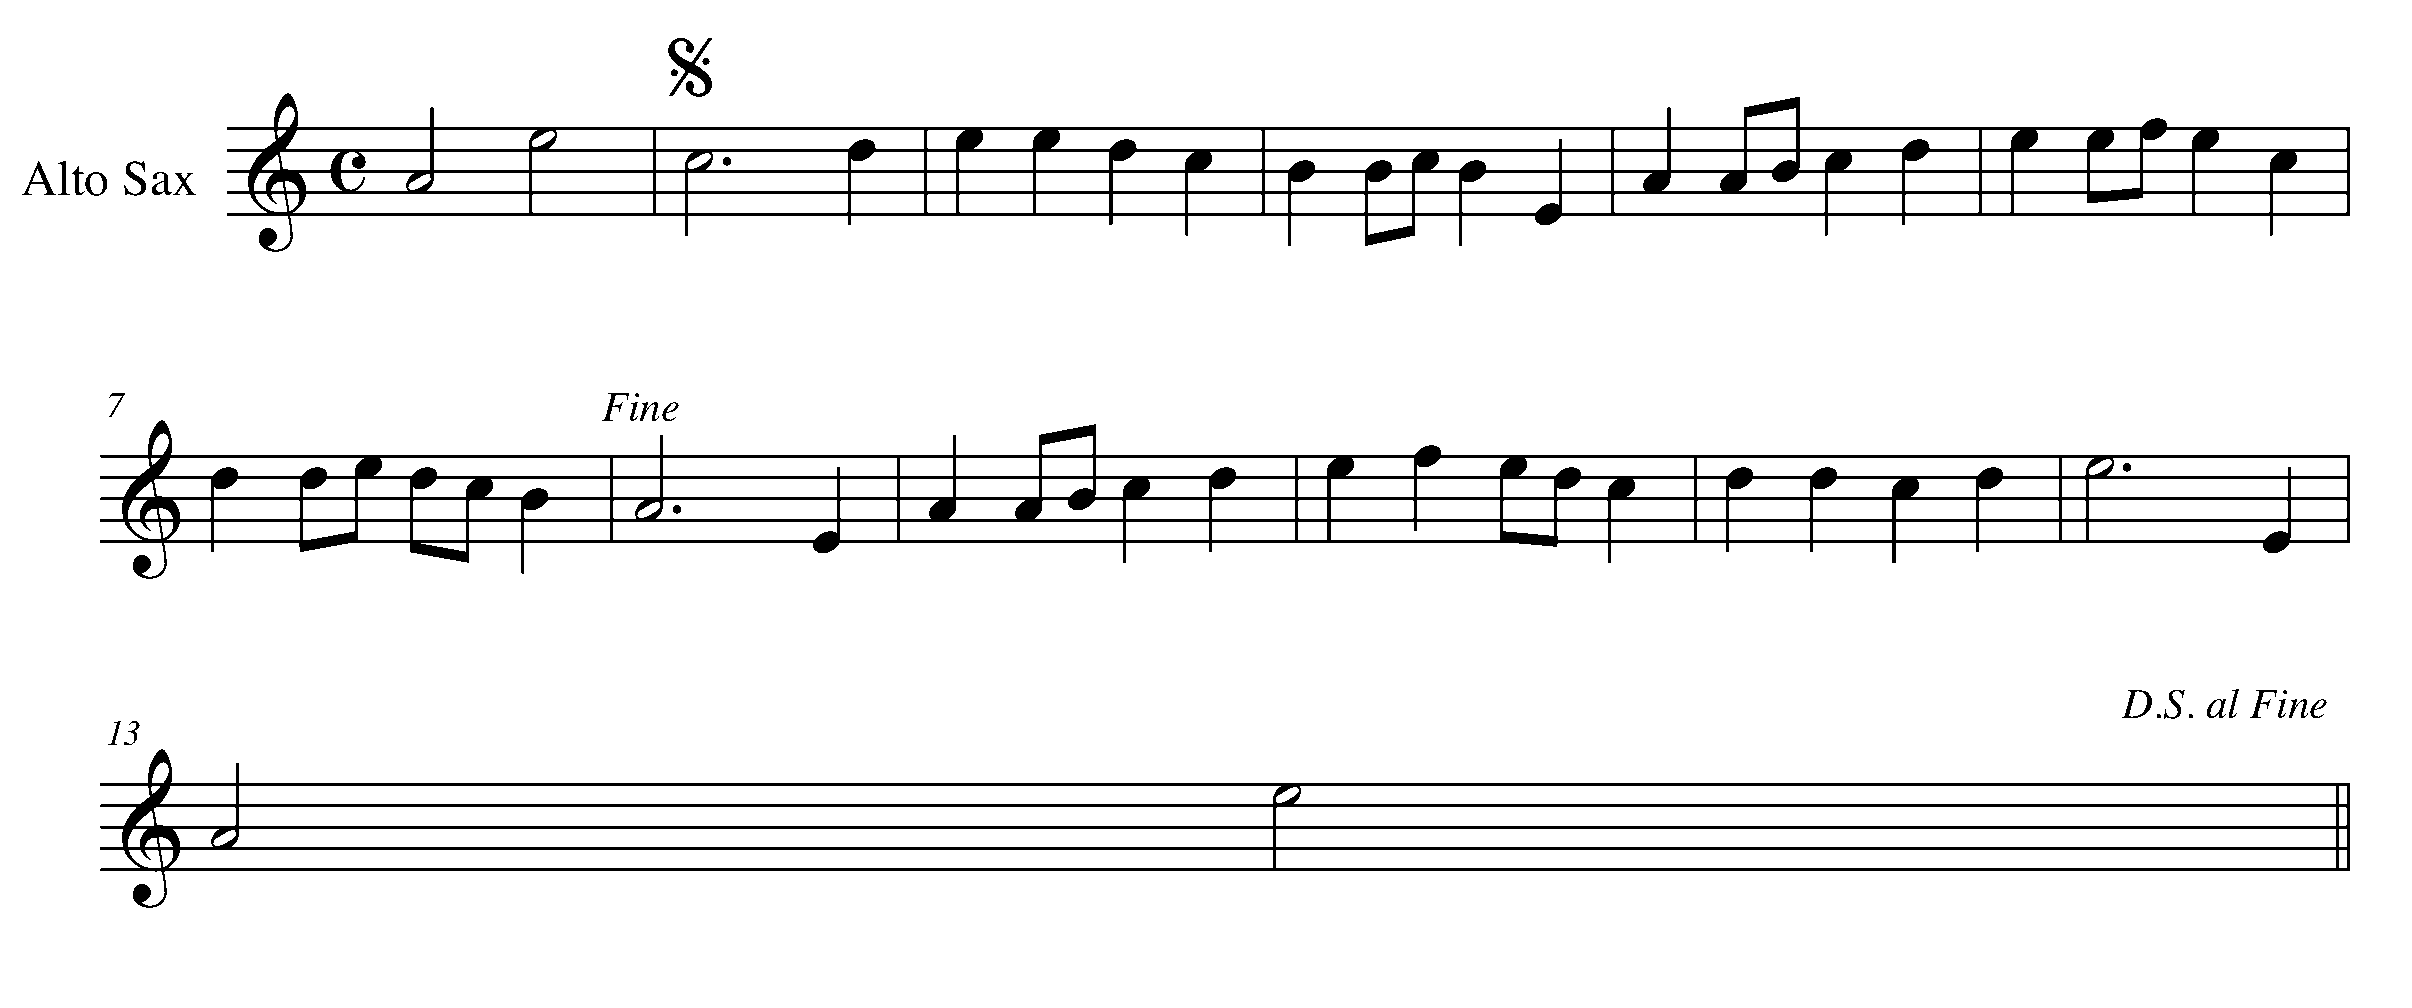 Alto Sax
7
Fine
13
D.S. al Fine